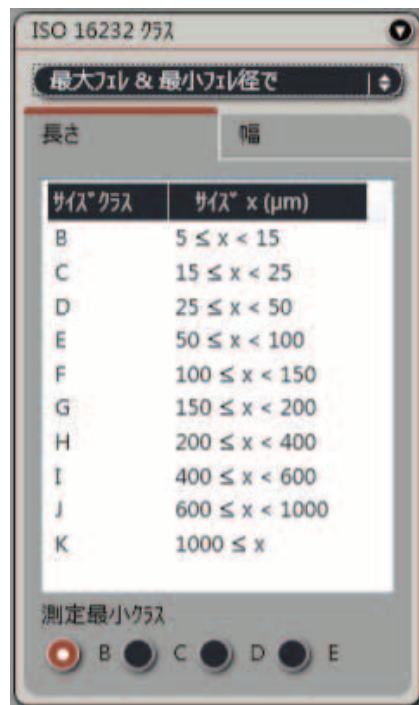 ISO 16232 クラス
最大フェレ & 最小フェレ径で
長さ 幅
サイズクラス サイズ x (µm)
B 5 ≤ x < 15
C 15 ≤ x < 25
D 25 ≤ x < 50
E 50 ≤ x < 100
F 100 ≤ x < 150
G 150 ≤ x < 200
H 200 ≤ x < 400
I 400 ≤ x < 600
J 600 ≤ x < 1000
K 1000 ≤ x
測定最小クラス
B C D E